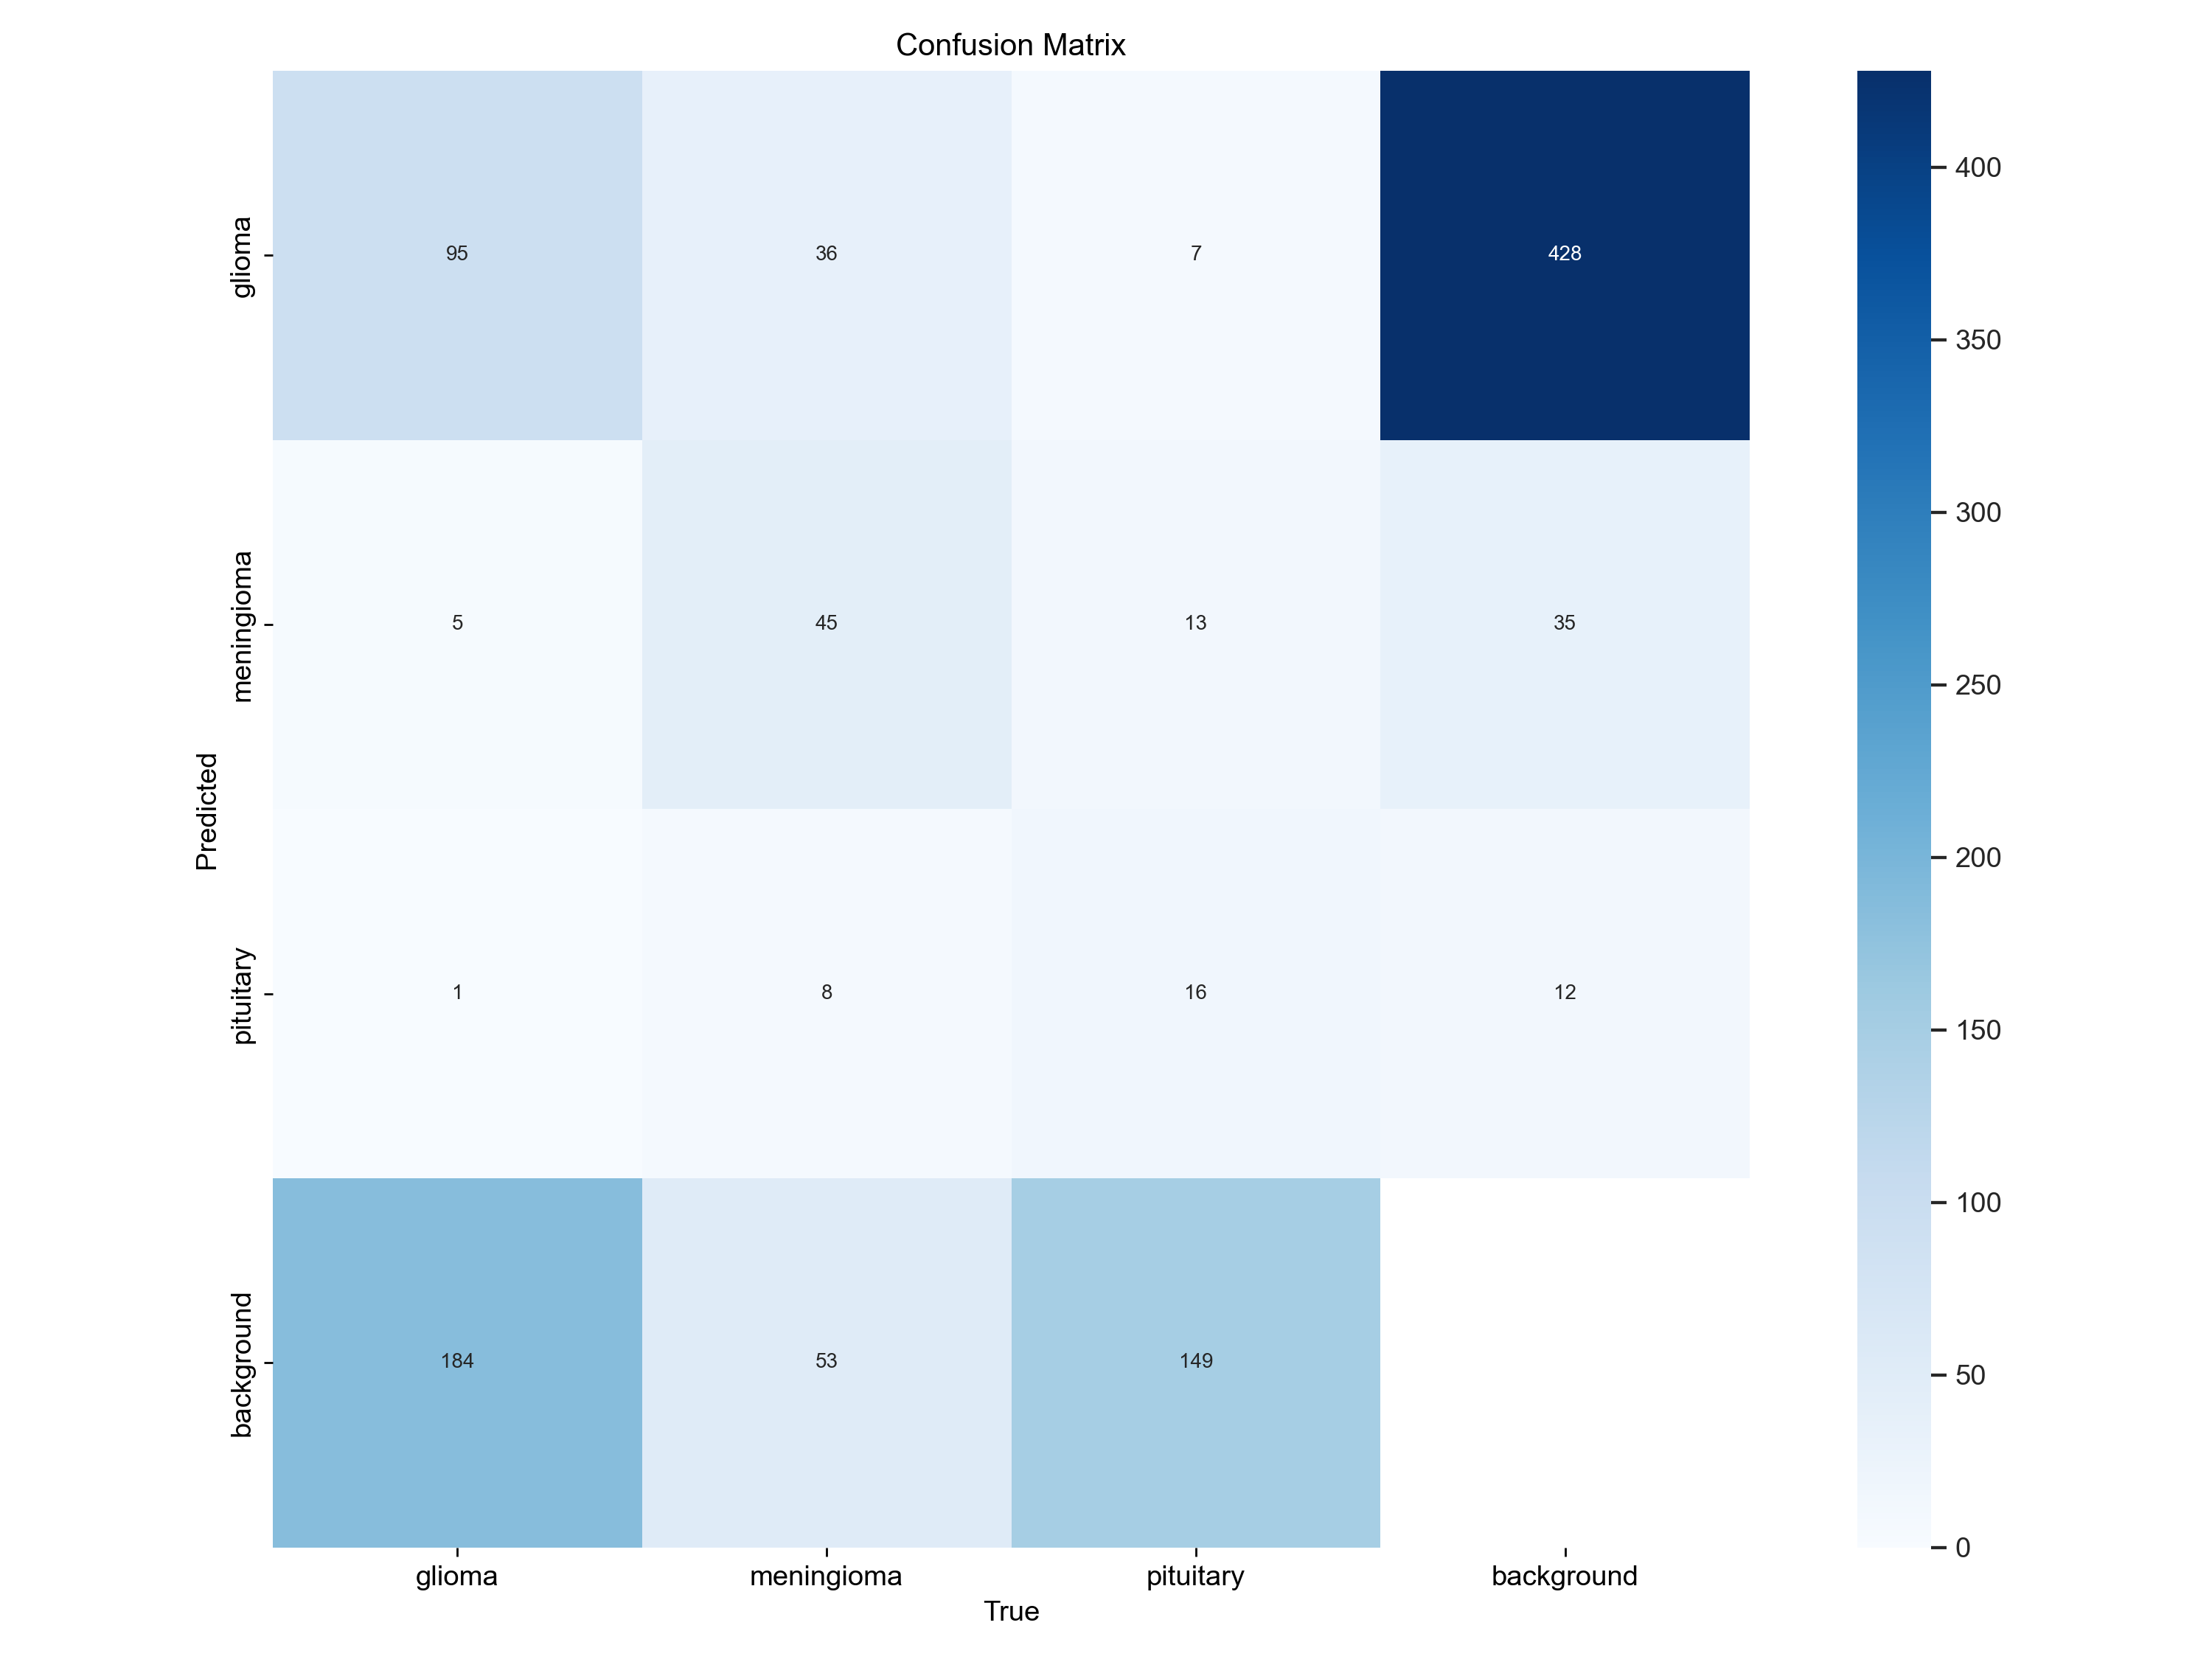 Confusion Matrix
glioma
95
36
7
428
meningioma
5
45
13
35
pituitary
1
8
16
12
background
184
53
149
Predicted
glioma
meningioma
pituitary
background
True
400
350
300
250
200
150
100
50
0